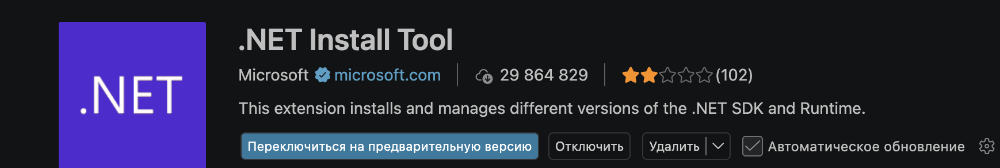 .NET
.NET Install Tool
Microsoft microsoft.com 29 864 829 (102)
This extension installs and manages different versions of the .NET SDK and Runtime.
Переключиться на предварительную версию Отключить Удалить Автоматическое обновление